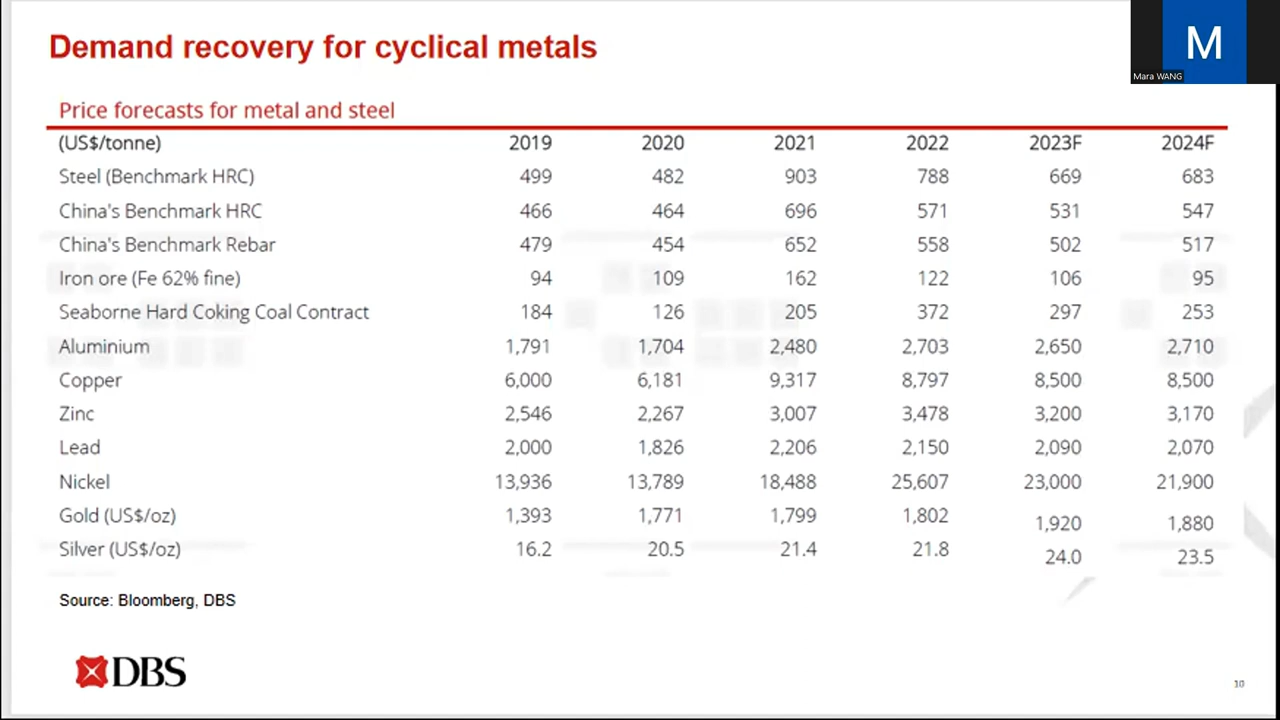 Demand recovery for cyclical metals
M
Mara WANG
Price forecasts for metal and steel
(US$/tonne) 2019 2020 2021 2022 2023F 2024F
Steel (Benchmark HRC) 499 482 903 788 669 683
China's Benchmark HRC 466 464 696 571 531 547
China's Benchmark Rebar 479 454 652 558 502 517
Iron ore (Fe 62% fine) 94 109 162 122 106 95
Seaborne Hard Coking Coal Contract 184 126 205 372 297 253
Aluminium 1,791 1,704 2,480 2,703 2,650 2,710
Copper 6,000 6,181 9,317 8,797 8,500 8,500
Zinc 2,546 2,267 3,007 3,478 3,200 3,170
Lead 2,000 1,826 2,206 2,150 2,090 2,070
Nickel 13,936 13,789 18,488 25,607 23,000 21,900
Gold (US$/oz) 1,393 1,771 1,799 1,802 1,920 1,880
Silver (US$/oz) 16.2 20.5 21.4 21.8 24.0 23.5
Source: Bloomberg, DBS
DBS
10